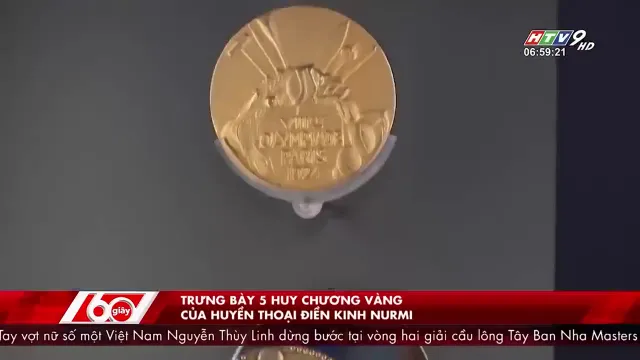 HTV9 HD
06:59:21
VIIIE
OLYMPIADE
PARIS
1924
60 giây
TRƯNG BÀY 5 HUY CHƯƠNG VÀNG
CỦA HUYỀN THOẠI ĐIỀN KINH NURMI
Tay vợt nữ số một Việt Nam Nguyễn Thùy Linh dừng bước tại vòng hai giải cầu lông Tây Ban Nha Masters